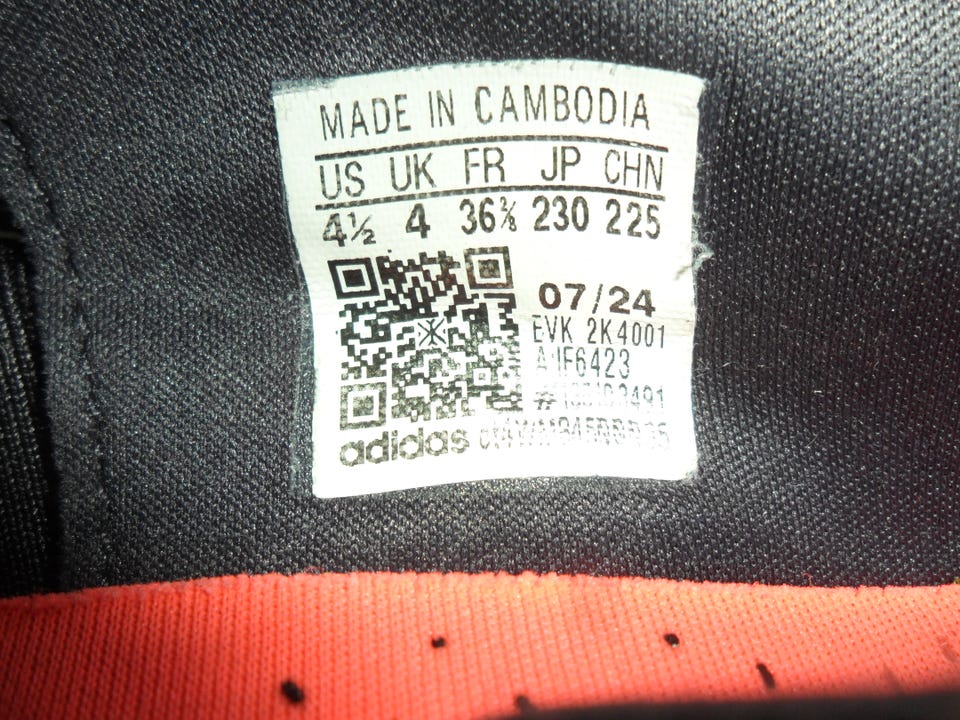 MADE IN CAMBODIA
US UK FR JP CHN
4½ 4 36⅔ 230 225
07/24
EVK 2K4001
adidas